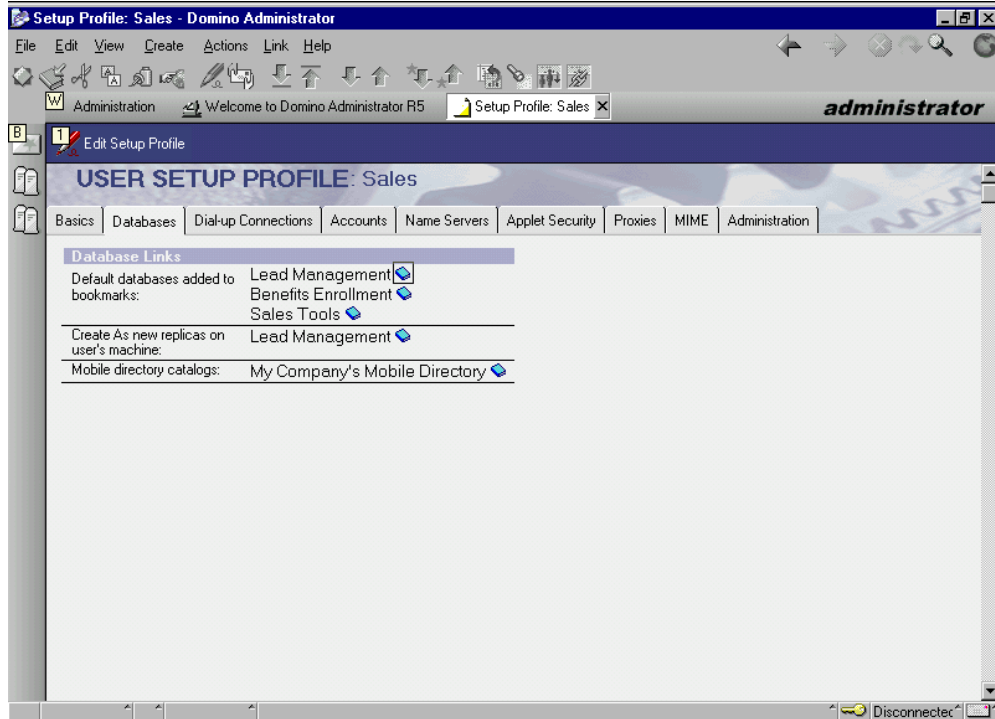 Setup Profile: Sales - Domino Administrator
File Edit View Create Actions Link Help
W Administration Welcome to Domino Administrator R5 Setup Profile: Sales administrator
B 1 Edit Setup Profile
USER SETUP PROFILE: Sales
Basics Databases Dial-up Connections Accounts Name Servers Applet Security Proxies MIME Administration
Database Links
Default databases added to bookmarks: Lead Management
Benefits Enrollment
Sales Tools
Create As new replicas on user's machine: Lead Management
Mobile directory catalogs: My Company's Mobile Directory
Disconnectec